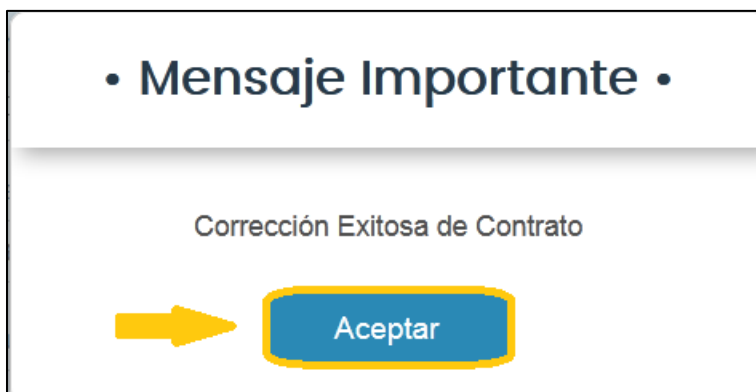 • Mensaje Importante •
Corrección Exitosa de Contrato
Aceptar